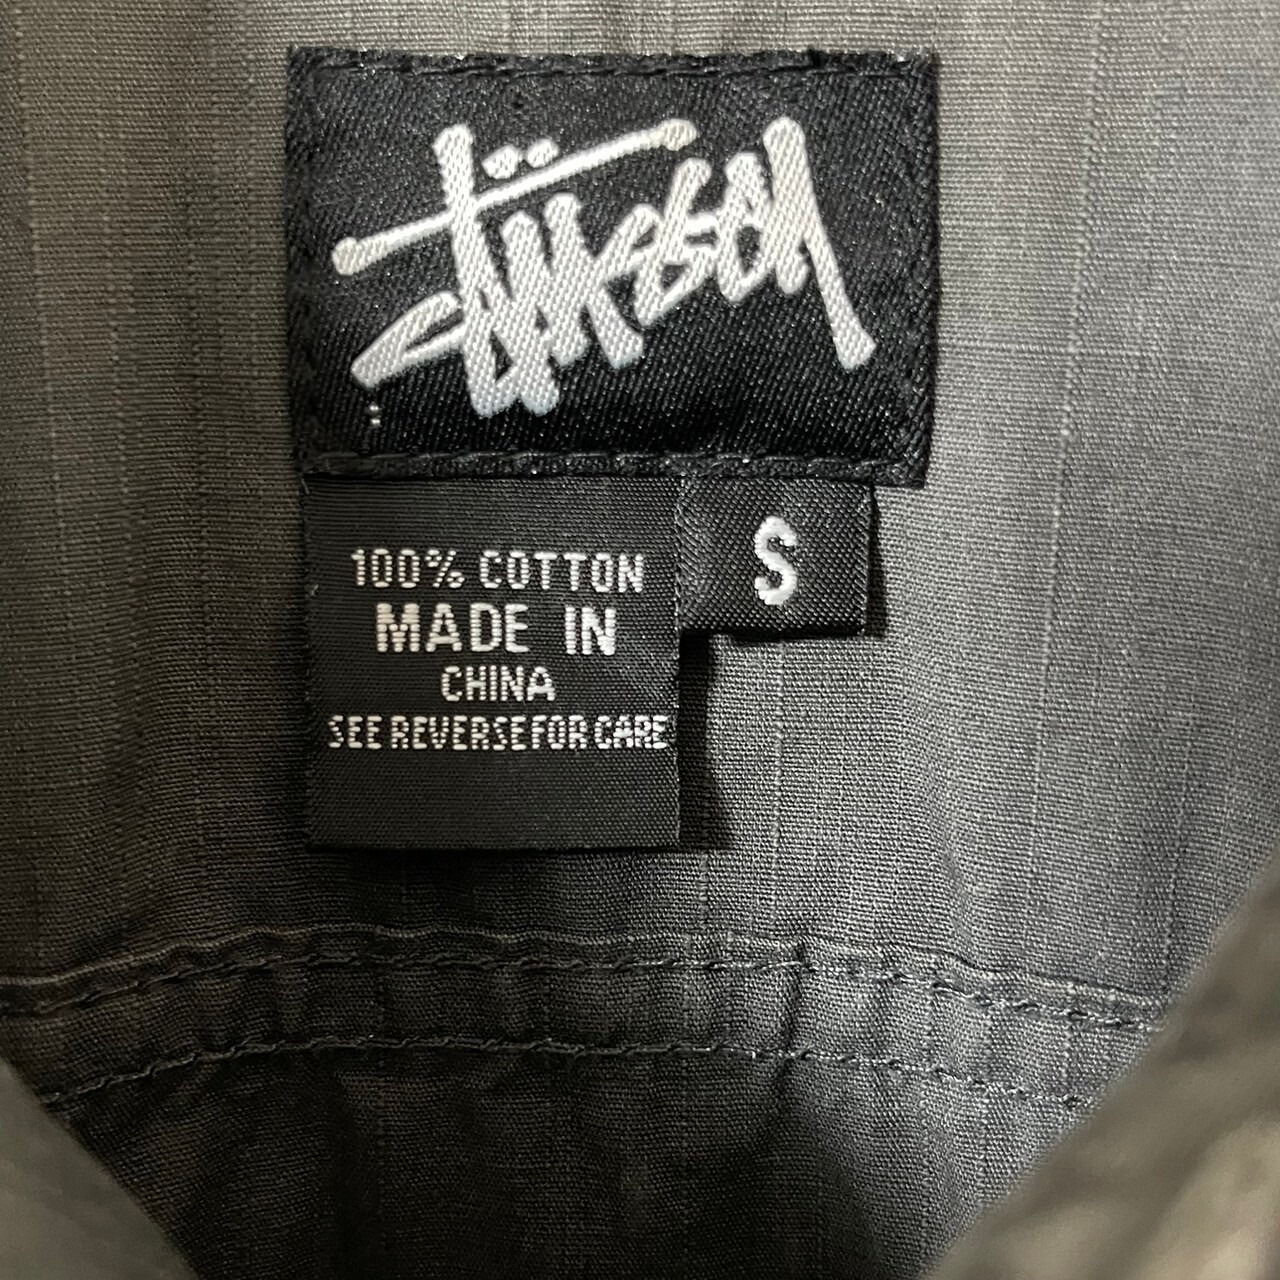 Stüssy
100% COTTON
MADE IN
CHINA
SEE REVERSE FOR CARE
S